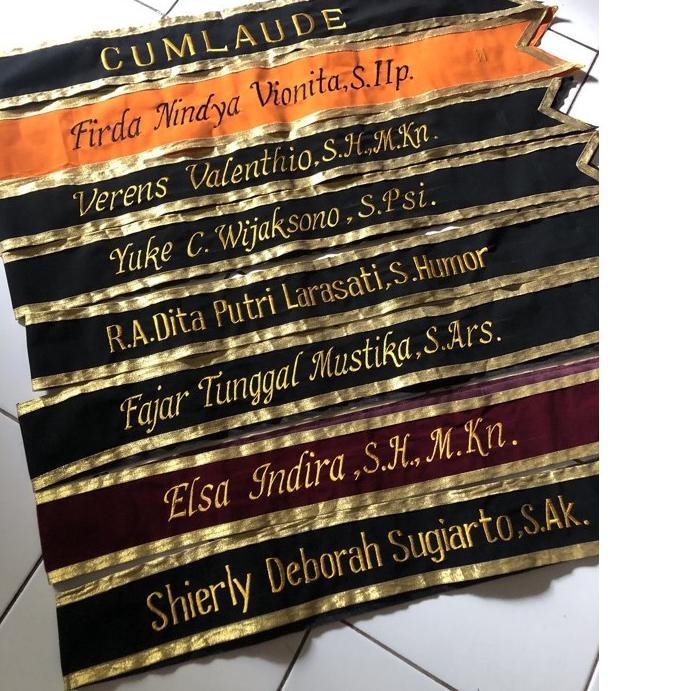 CUMLAUDE
Firda Nindya Vionita,S.IIp.
Verens Valenthio,S.H.,M.Kn.
Yuke C. Wijaksono, S.Psi.
R.A.Dita Putri Larasati,S.Humor
Fajar Tunggal Mustika,S.Ars.
Elsa Indira,S.H.,M.Kn.
Shierly Deborah Sugiarto,S.Ak.